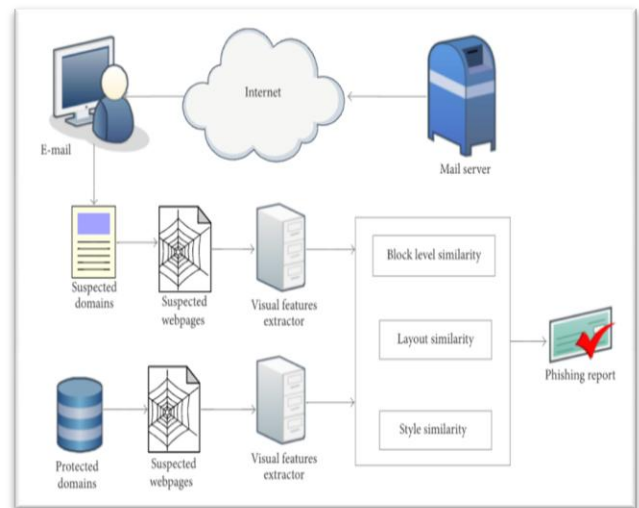 Internet
E-mail
Mail server
Suspected
domains
Suspected
webpages
Visual features
extractor
Block level similarity
Layout similarity
Style similarity
Phishing report
Protected
domains
Suspected
webpages
Visual features
extractor